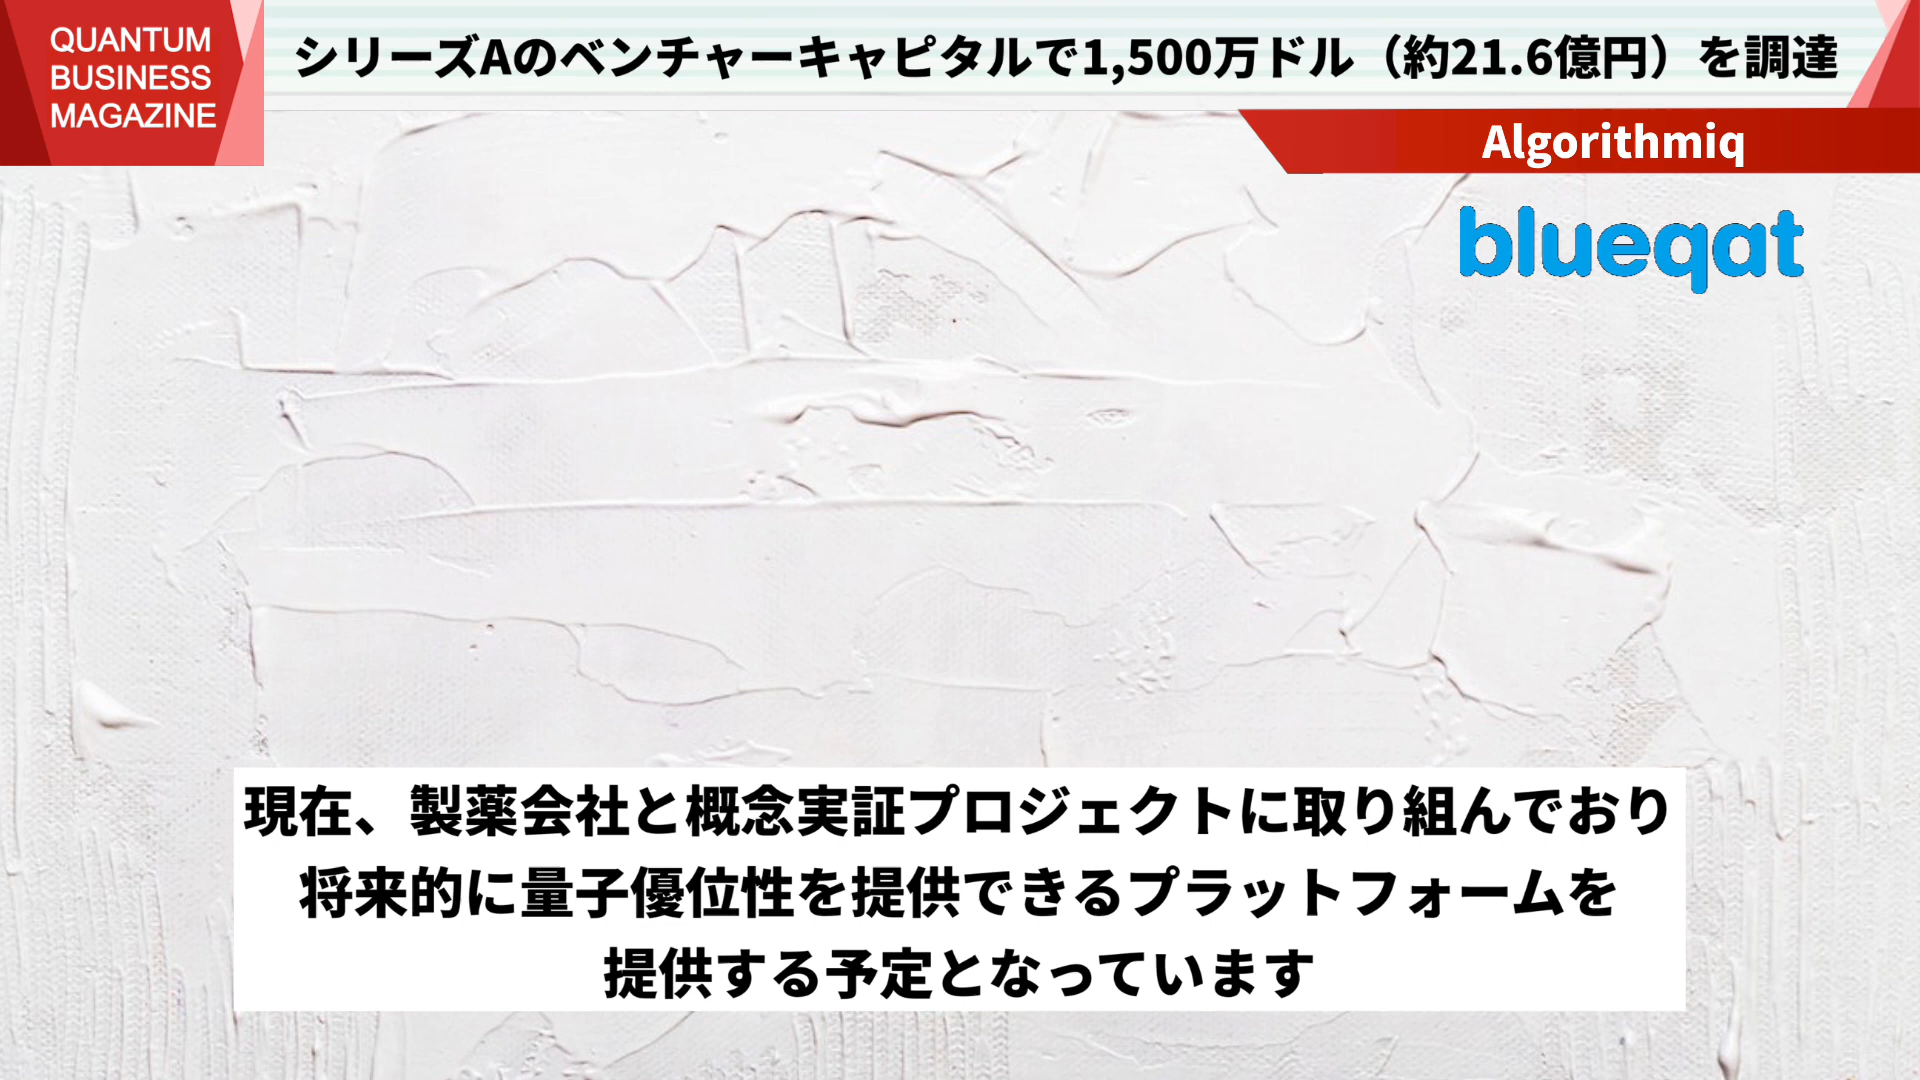 QUANTUM
BUSINESS
MAGAZINE
シリーズAのベンチャーキャピタルで1,500万ドル（約21.6億円）を調達
Algorithmiq
blueqat
現在、製薬会社と概念実証プロジェクトに取り組んでおり
将来的に量子優位性を提供できるプラットフォームを
提供する予定となっています